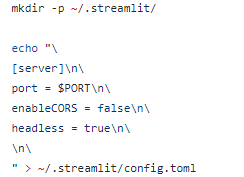 mkdir -p ~/.streamlit/
echo "\
[server]\n\
port = $PORT\n\
enableCORS = false\n\
headless = true\n\
\n\
" > ~/.streamlit/config.toml